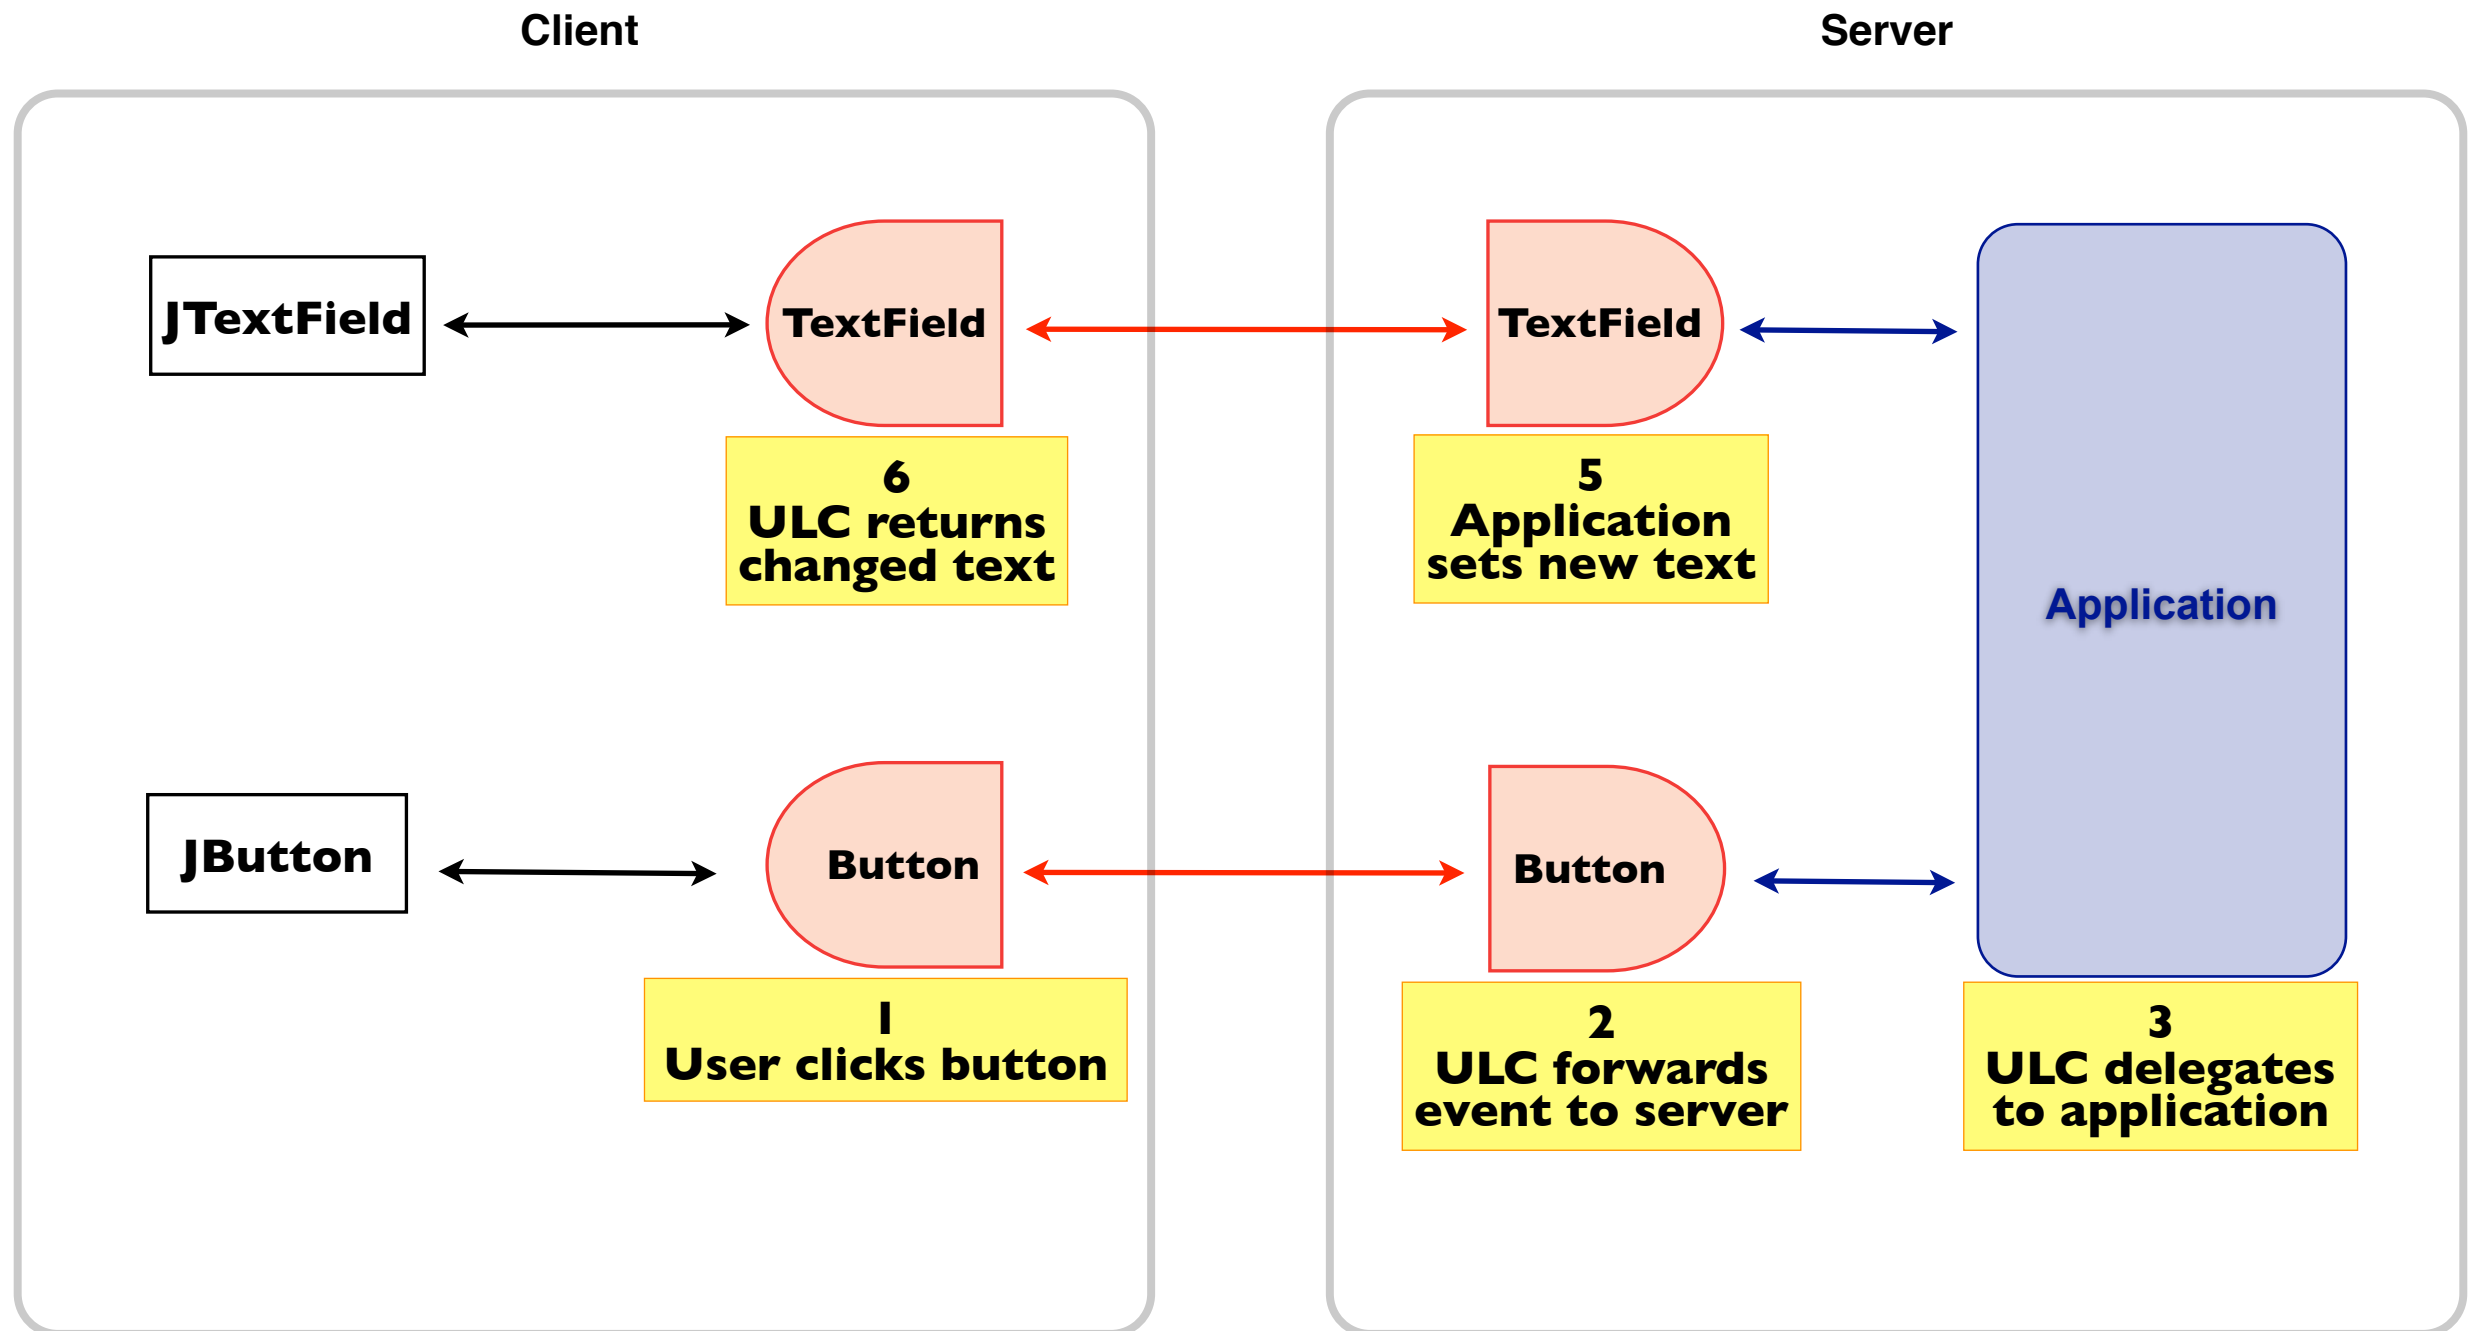 Client
Server
JTextField
TextField
TextField
6
ULC returns
changed text
5
Application
sets new text
Application
JButton
Button
Button
1
User clicks button
2
ULC forwards
event to server
3
ULC delegates
to application